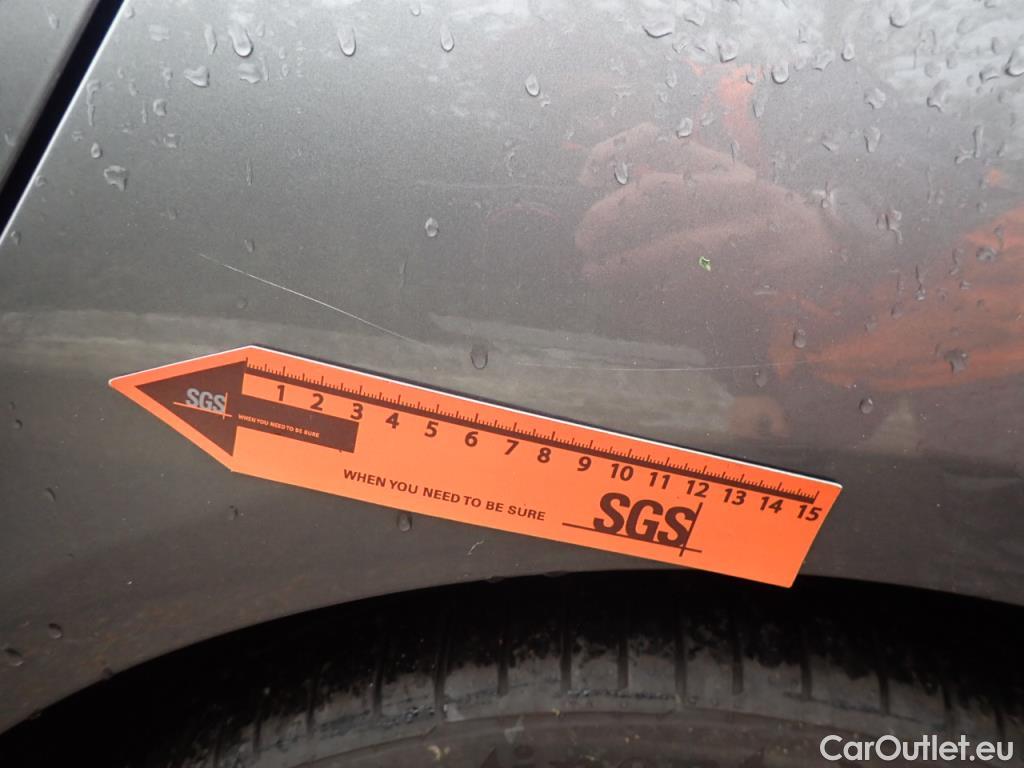 SGS
WHEN YOU NEED TO BE SURE
1 2 3 4 5 6 7 8 9 10 11 12 13 14 15
WHEN YOU NEED TO BE SURE
SGS
CarOutlet.eu